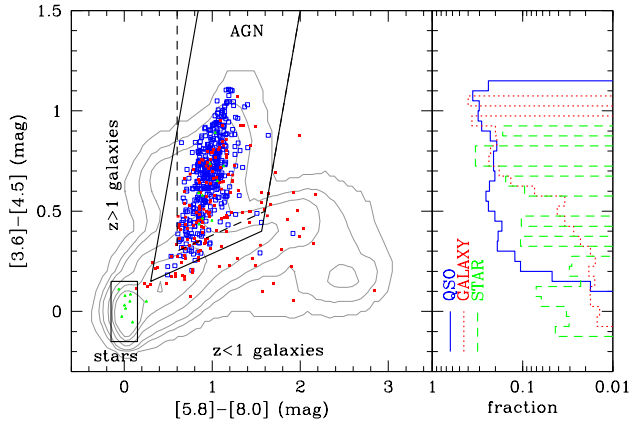 1.5
1
0.5
0
[3.6]-[4.5] (mag)
AGN
z>1 galaxies
stars
z<1 galaxies
0
1
2
3
[5.8]-[8.0] (mag)
QSO
GALAXY
STAR
1
0.1
0.01
fraction